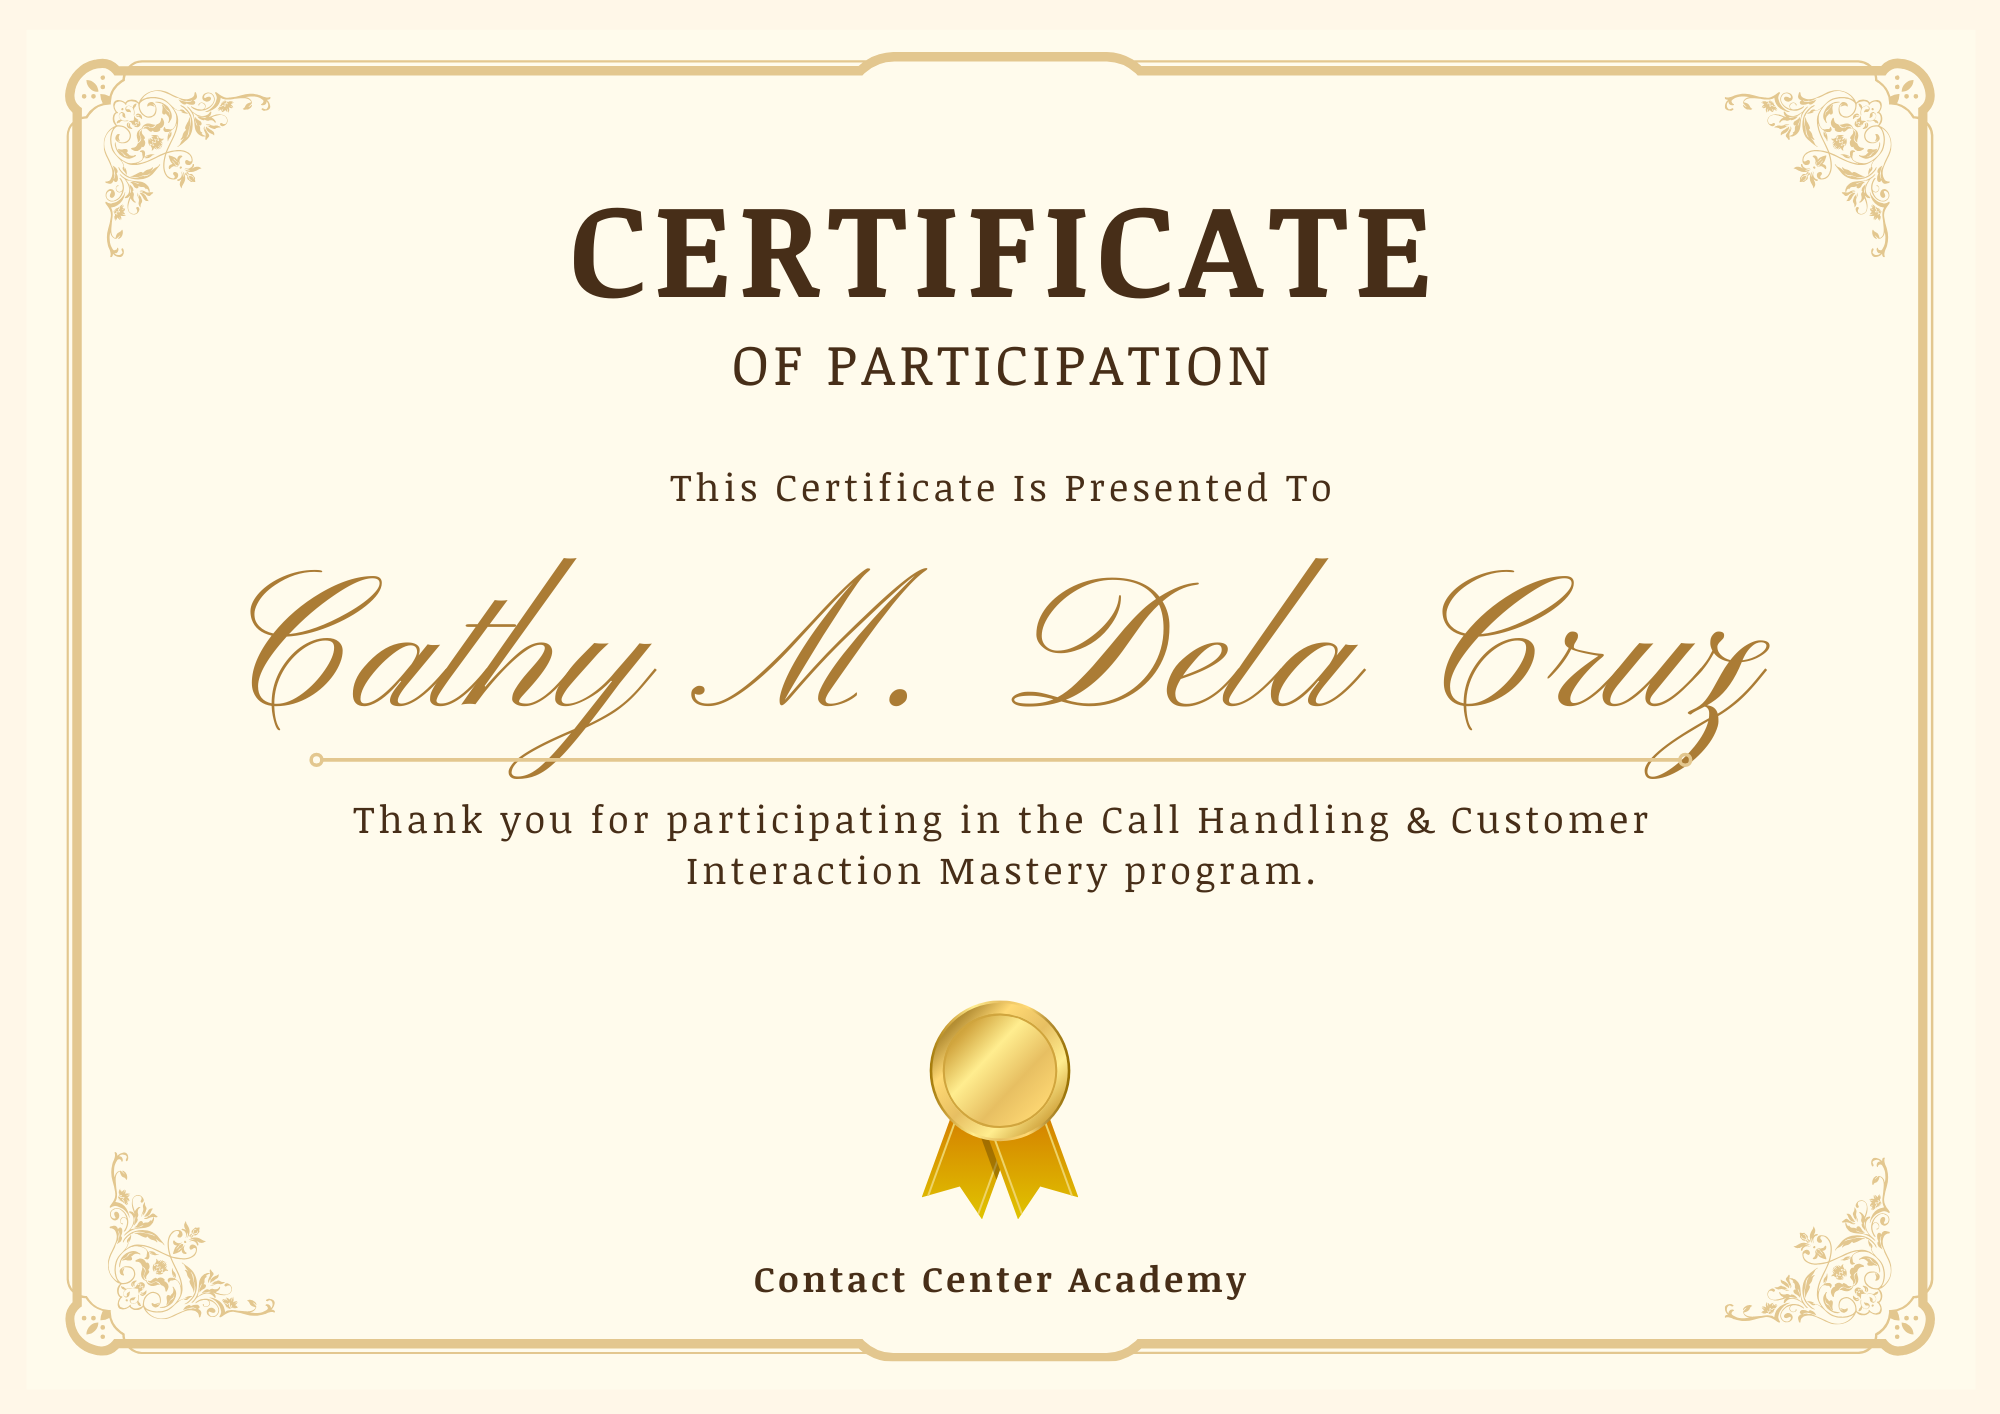 CERTIFICATE
OF PARTICIPATION
This Certificate Is Presented To
Cathy M. Dela Cruz
Thank you for participating in the Call Handling & Customer
Interaction Mastery program.
Contact Center Academy